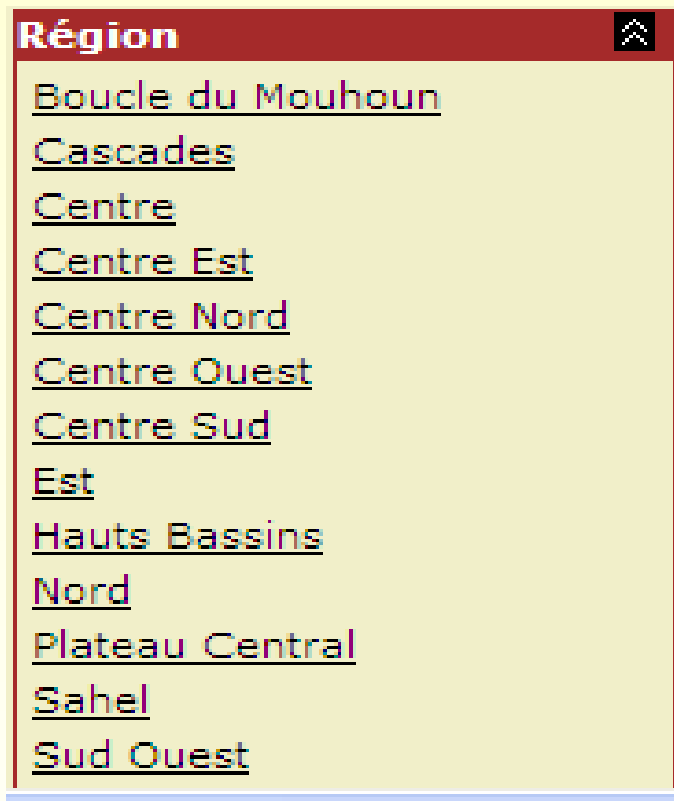 Région
Boucle du Mouhoun
Cascades
Centre
Centre Est
Centre Nord
Centre Ouest
Centre Sud
Est
Hauts Bassins
Nord
Plateau Central
Sahel
Sud Ouest